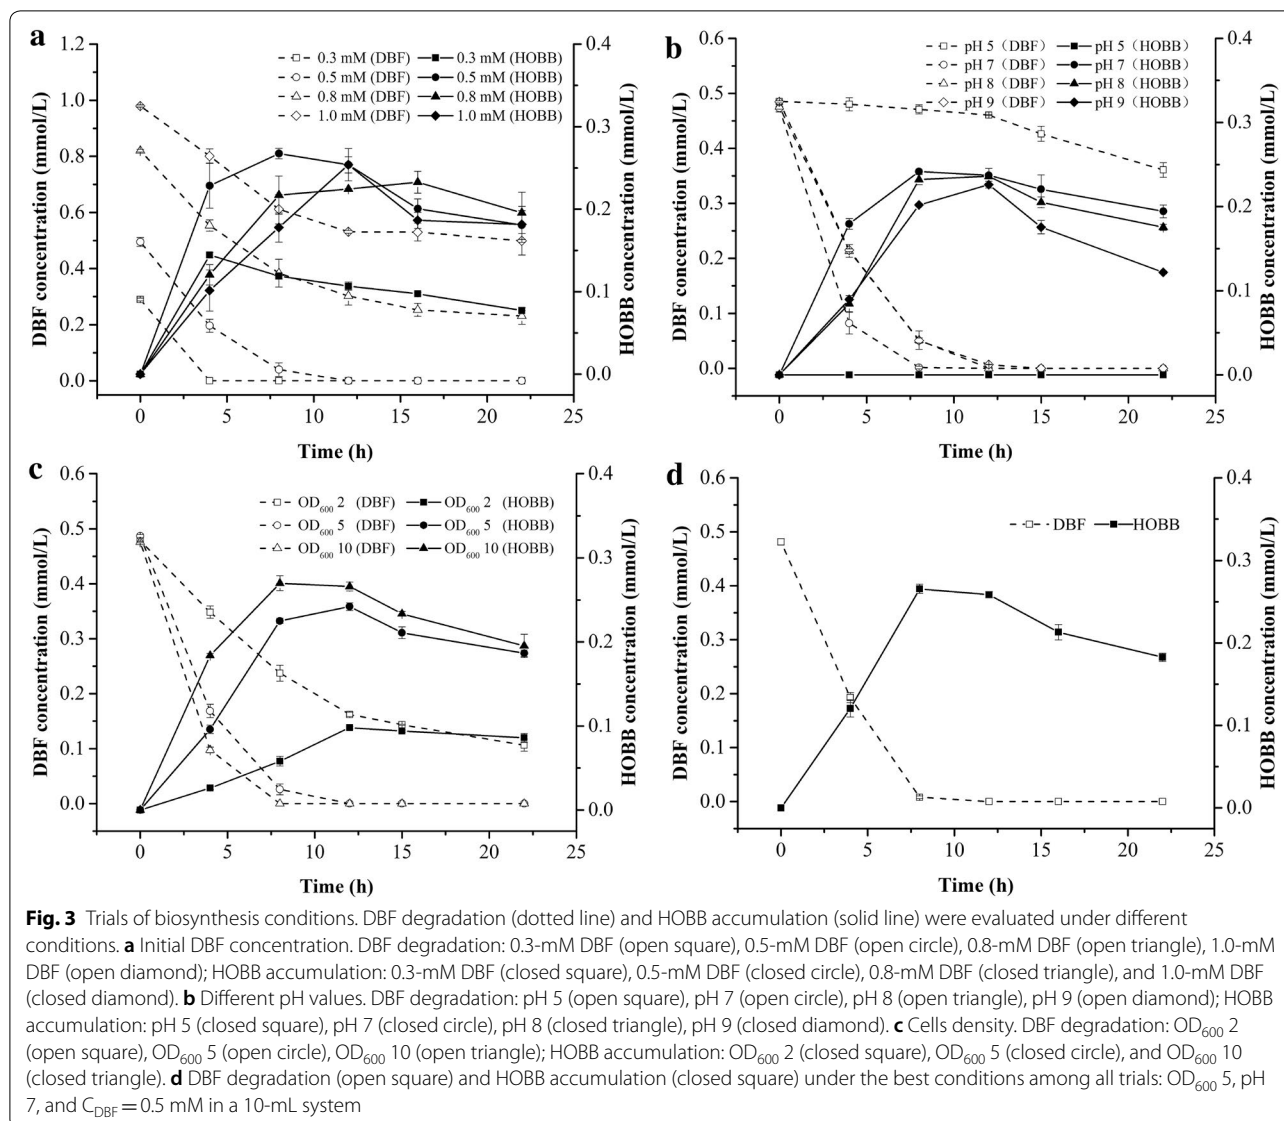 a
1.2
1.0
0.8
0.6
0.4
0.2
0.0
DBF concentration (mmol/L)
0.3 mM (DBF) 0.3 mM (HOBB)
0.5 mM (DBF) 0.5 mM (HOBB)
0.8 mM (DBF) 0.8 mM (HOBB)
1.0 mM (DBF) 1.0 mM (HOBB)
0.4
0.3
0.2
0.1
0.0
HOBB concentration (mmol/L)
0 5 10 15 20 25
Time (h)
b
0.6
0.5
0.4
0.3
0.2
0.1
0.0
DBF concentration (mmol/L)
pH 5（DBF） pH 5（HOBB）
pH 7（DBF） pH 7（HOBB）
pH 8（DBF） pH 8（HOBB）
pH 9（DBF） pH 9（HOBB）
0.4
0.3
0.2
0.1
0.0
HOBB concentration (mmol/L)
0 5 10 15 20 25
Time (h)
c
0.6
0.5
0.4
0.3
0.2
0.1
0.0
DBF concentration (mmol/L)
OD600 2 (DBF) OD600 2 (HOBB)
OD600 5 (DBF) OD600 5 (HOBB)
OD600 10 (DBF) OD600 10 (HOBB)
0.4
0.3
0.2
0.1
0.0
HOBB concentration (mmol/L)
0 5 10 15 20 25
Time (h)
d
0.6
0.5
0.4
0.3
0.2
0.1
0.0
DBF concentration (mmol/L)
DBF HOBB
0.4
0.3
0.2
0.1
0.0
HOBB concentration (mmol/L)
0 5 10 15 20 25
Time (h)
Fig. 3 Trials of biosynthesis conditions. DBF degradation (dotted line) and HOBB accumulation (solid line) were evaluated under different
conditions. a Initial DBF concentration. DBF degradation: 0.3-mM DBF (open square), 0.5-mM DBF (open circle), 0.8-mM DBF (open triangle), 1.0-mM
DBF (open diamond); HOBB accumulation: 0.3-mM DBF (closed square), 0.5-mM DBF (closed circle), 0.8-mM DBF (closed triangle), and 1.0-mM DBF
(closed diamond). b Different pH values. DBF degradation: pH 5 (open square), pH 7 (open circle), pH 8 (open triangle), pH 9 (open diamond); HOBB
accumulation: pH 5 (closed square), pH 7 (closed circle), pH 8 (closed triangle), pH 9 (closed diamond). c Cells density. DBF degradation: OD600 2
(open square), OD600 5 (open circle), OD600 10 (open triangle); HOBB accumulation: OD600 2 (closed square), OD600 5 (closed circle), and OD600 10
(closed triangle). d DBF degradation (open square) and HOBB accumulation (closed square) under the best conditions among all trials: OD600 5, pH
7, and CDBF = 0.5 mM in a 10-mL system